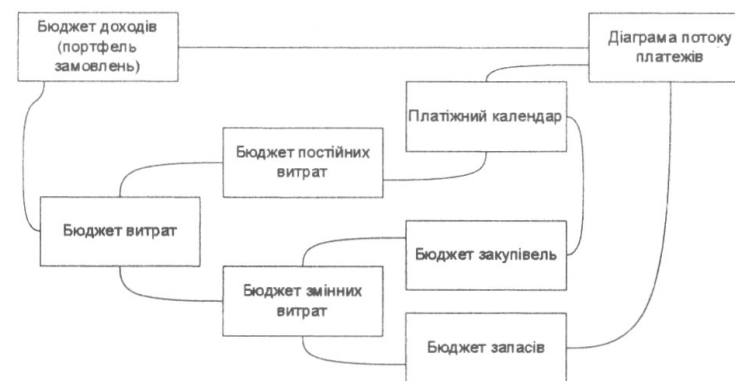 Бюджет доходів
(портфель
замовлень)
Діаграма потоку
платежів
Платіжний календар
Бюджет постійних
витрат
Бюджет витрат
Бюджет закупівель
Бюджет змінних
витрат
Бюджет запасів